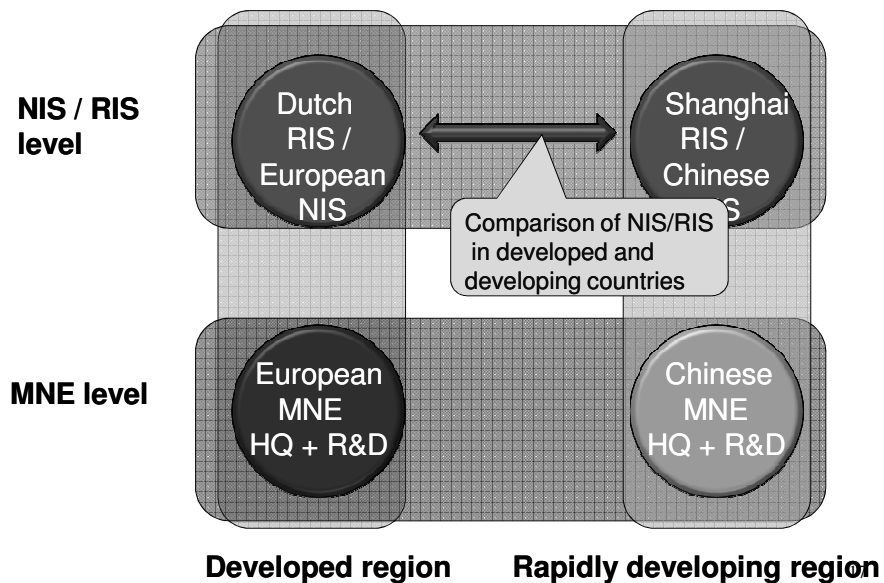 NIS / RIS
level
Dutch
RIS /
European
NIS
Shanghai
RIS /
Chinese
S
Comparison of NIS/RIS
in developed and
developing countries
MNE level
European
MNE
HQ + R&D
Chinese
MNE
HQ + R&D
Developed region
Rapidly developing region